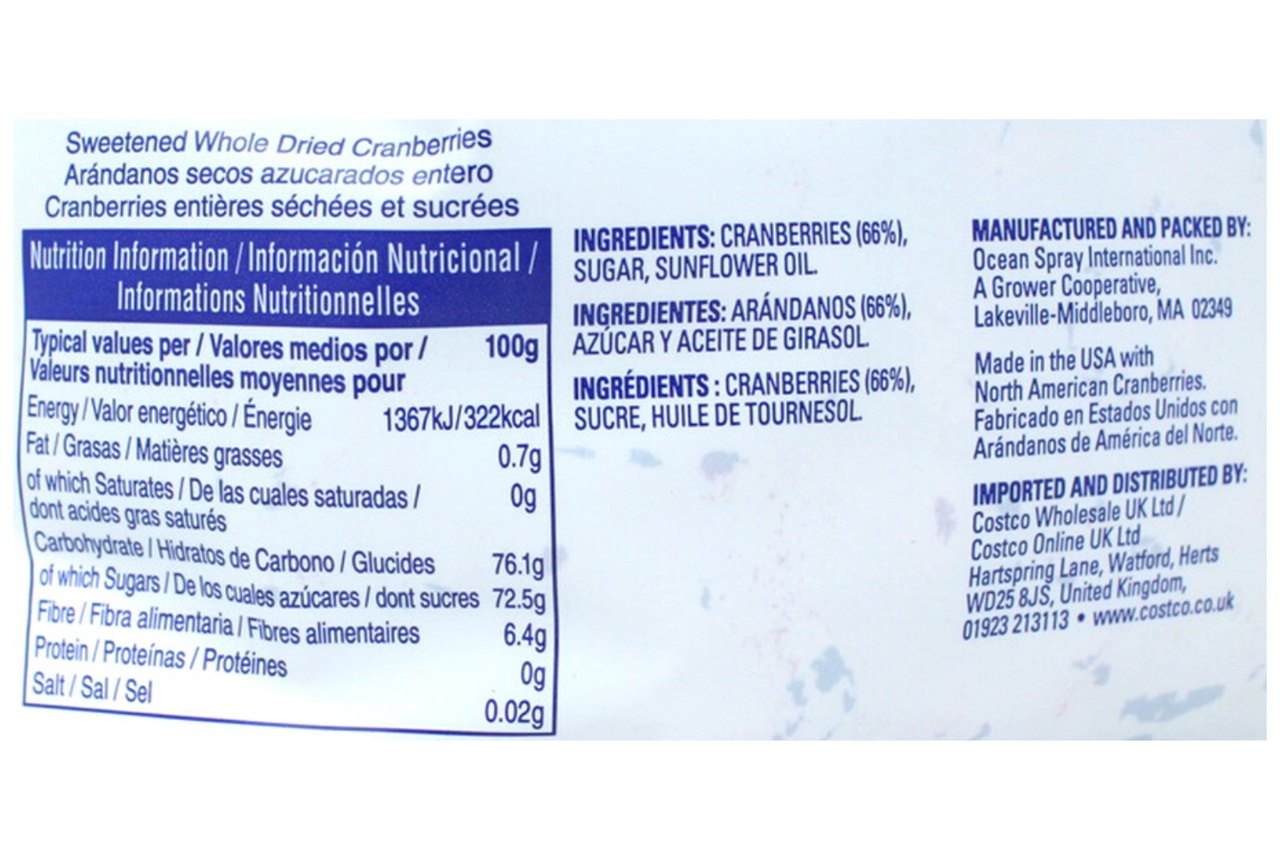 Sweetened Whole Dried Cranberries
Arándanos secos azucarados entero
Cranberries entières séchées et sucrées
Nutrition Information / Información Nutricional /
Informations Nutritionnelles
Typical values per / Valores medios por / 100g
Valeurs nutritionnelles moyennes pour
Energy / Valor energético / Énergie 1367kJ/322kcal
Fat / Grasas / Matières grasses 0.7g
of which Saturates / De las cuales saturadas / 0g
dont acides gras saturés
Carbohydrate / Hidratos de Carbono / Glucides 76.1g
of which Sugars / De los cuales azúcares / dont sucres 72.5g
Fibre / Fibra alimentaria / Fibres alimentaires 6.4g
Protein / Proteínas / Protéines 0g
Salt / Sal / Sel 0.02g
INGREDIENTS: CRANBERRIES (66%),
SUGAR, SUNFLOWER OIL.
INGREDIENTES: ARÁNDANOS (66%),
AZÚCAR Y ACEITE DE GIRASOL.
INGRÉDIENTS : CRANBERRIES (66%),
SUCRE, HUILE DE TOURNESOL.
MANUFACTURED AND PACKED BY:
Ocean Spray International Inc.
A Grower Cooperative,
Lakeville-Middleboro, MA 02349
Made in the USA with
North American Cranberries.
Fabricado en Estados Unidos con
Arándanos de América del Norte.
IMPORTED AND DISTRIBUTED BY:
Costco Wholesale UK Ltd /
Costco Online UK Ltd
Hartspring Lane, Watford, Herts
WD25 8JS, United Kingdom,
01923 213113 • www.costco.co.uk